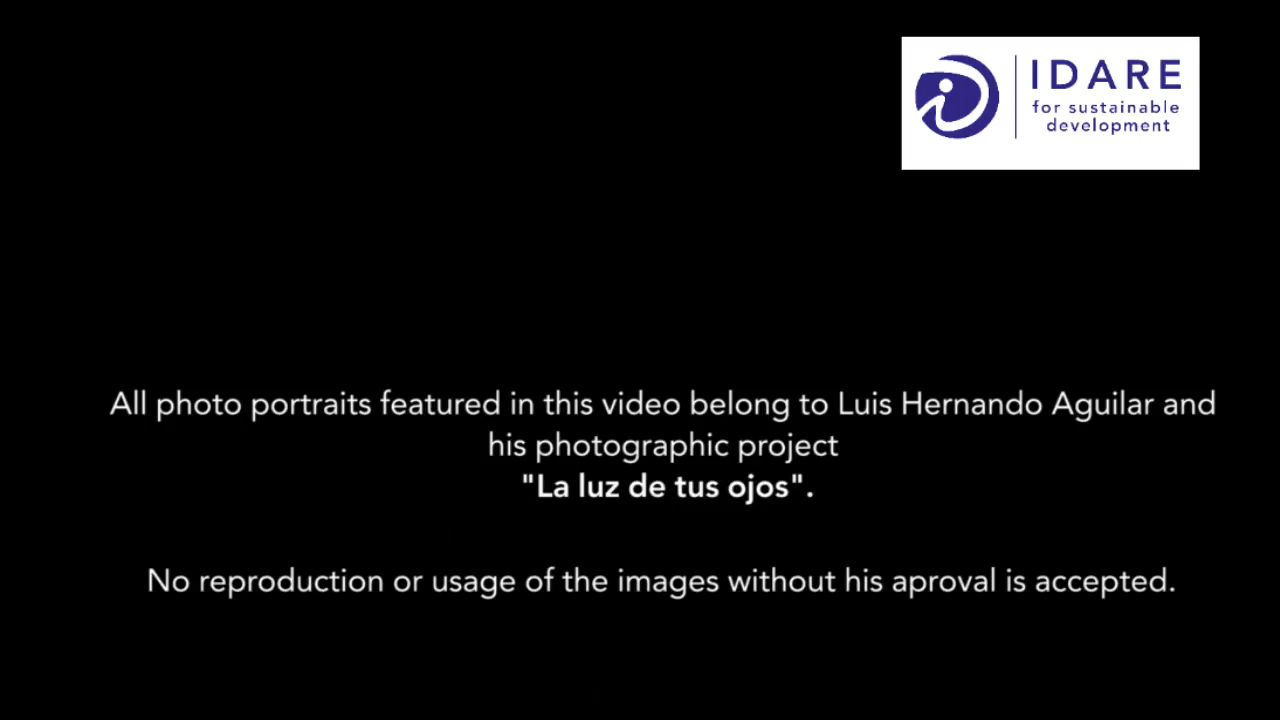 IDARE
for sustainable
development
All photo portraits featured in this video belong to Luis Hernando Aguilar and
his photographic project
"La luz de tus ojos".
No reproduction or usage of the images without his aproval is accepted.